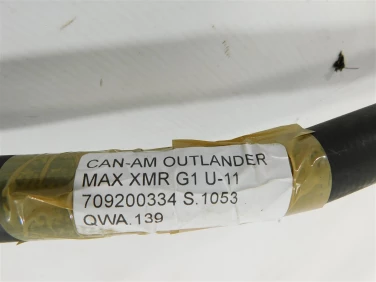 CAN-AM OUTLANDER
MAX XMR G1 U-11
709200334 S.1053
QWA.139